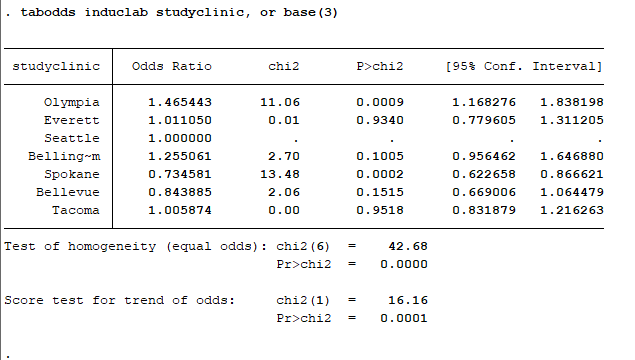 . tabodds induclab studyclinic, or base(3)
studyclinic Odds Ratio chi2 P>chi2 [95% Conf. Interval]
Olympia 1.465443 11.06 0.0009 1.168276 1.838198
Everett 1.011050 0.01 0.9340 0.779605 1.311205
Seattle 1.000000 . . . .
Belling~m 1.255061 2.70 0.1005 0.956462 1.646880
Spokane 0.734581 13.48 0.0002 0.622658 0.866621
Bellevue 0.843885 2.06 0.1515 0.669006 1.064479
Tacoma 1.005874 0.00 0.9518 0.831879 1.216263
Test of homogeneity (equal odds): chi2(6) = 42.68
Pr>chi2 = 0.0000
Score test for trend of odds: chi2(1) = 16.16
Pr>chi2 = 0.0001
.